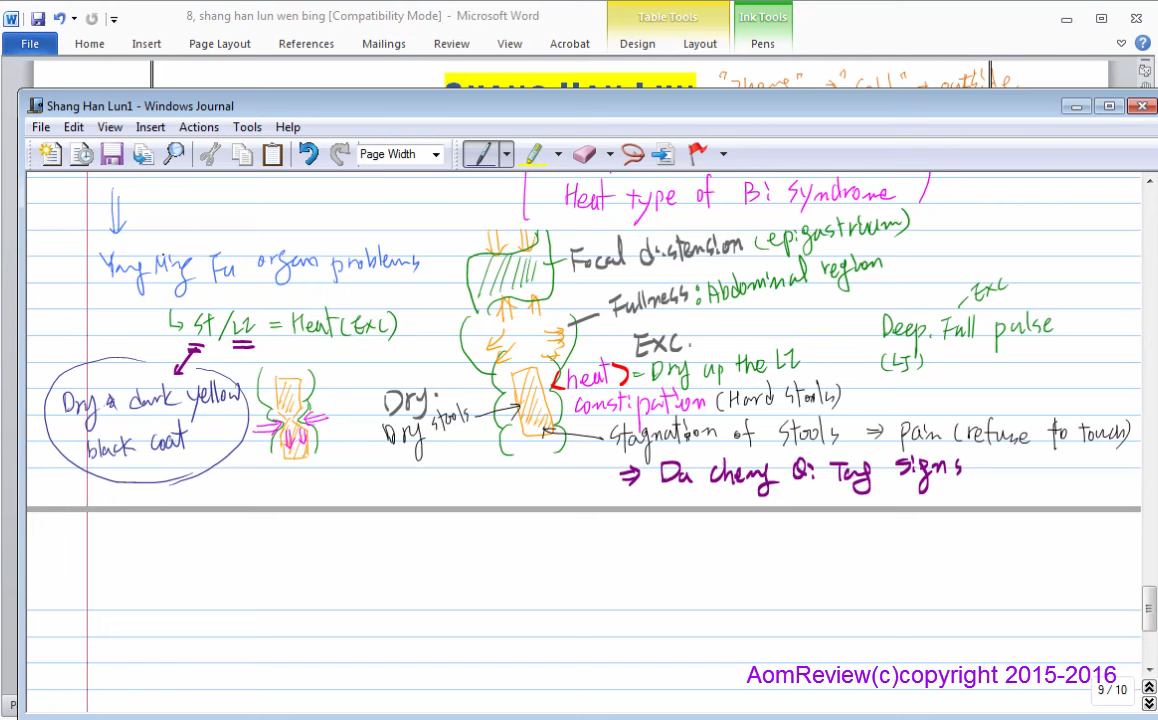 8, shang han lun wen bing [Compatibility Mode] - Microsoft Word
Table Tools
Ink Tools
File Home Insert Page Layout References Mailings Review View Acrobat Design Layout Pens
Shang Han Lun1 - Windows Journal
File Edit View Insert Actions Tools Help
Page Width
Heat type of Bi syndrome
Focal distension (epigastrium)
Yang Ming Fu organ problems
Fullness: Abdominal region
Exc
St/LI = Heat (Exc)
Deep. Full pulse
Exc.
(heat) = Dry up the LI
Dry & dark yellow
black coat
Dry.
Dry stools
constipation (Hard stools)
stagnation of stools ⇒ pain (refuse to touch)
⇒ Da cheng Qi Tang signs
AomReview(c)copyright 2015-2016
9 / 10